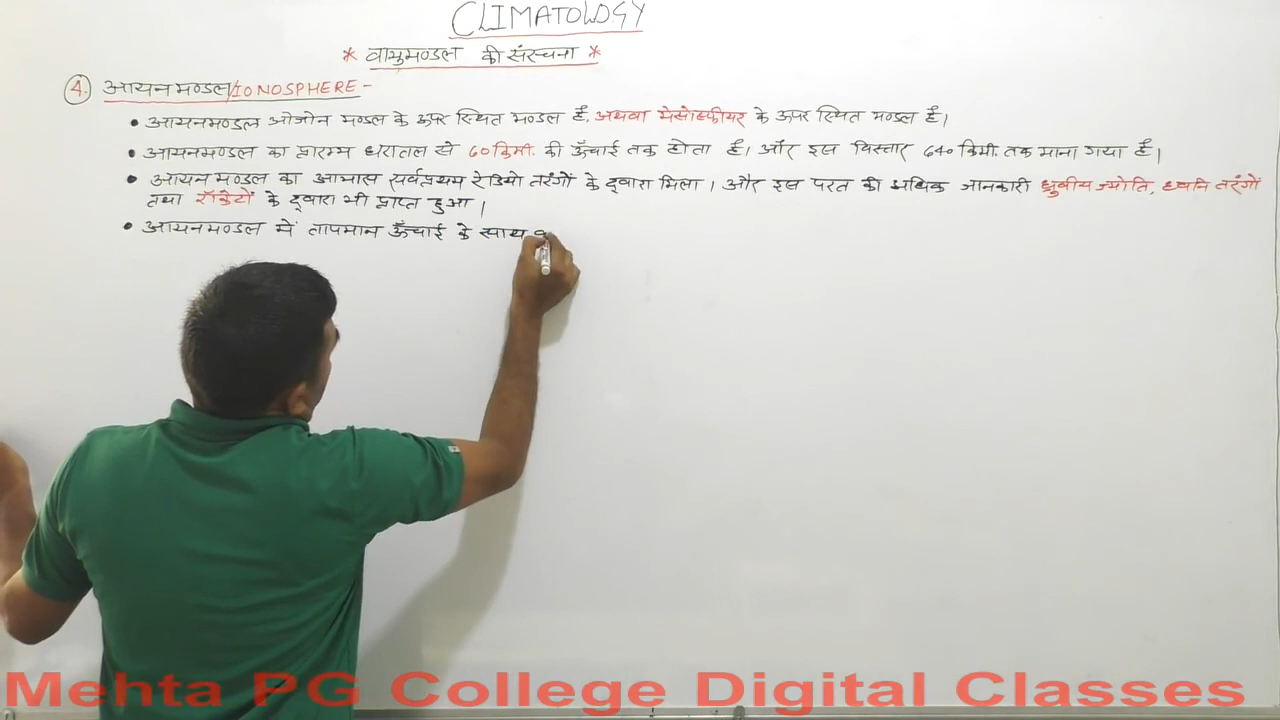 CLIMATOLOGY
* वायुमण्डल की संरचना *
4. आयनमण्डल/IONOSPHERE -
• आयनमण्डल ओजोन मण्डल के ऊपर स्थित मण्डल है, अथवा मेसोस्फीयर के ऊपर स्थित मण्डल है।
• आयनमण्डल का प्रारम्भ धरातल से 60 किमी. की ऊँचाई तक होता है। और इस विस्तार 640 किमी. तक माना गया है।
• आयन मण्डल का आभास सर्वप्रथम रेडियो तरंगों के द्वारा मिला। और इस परत की अधिक जानकारी ध्रुवीय ज्योति, ध्वनि तरंगों
तथा रॉकेटों के द्वारा भी प्राप्त हुआ।
• आयनमण्डल में तापमान ऊँचाई के साथ
Mehta PG College Digital Classes